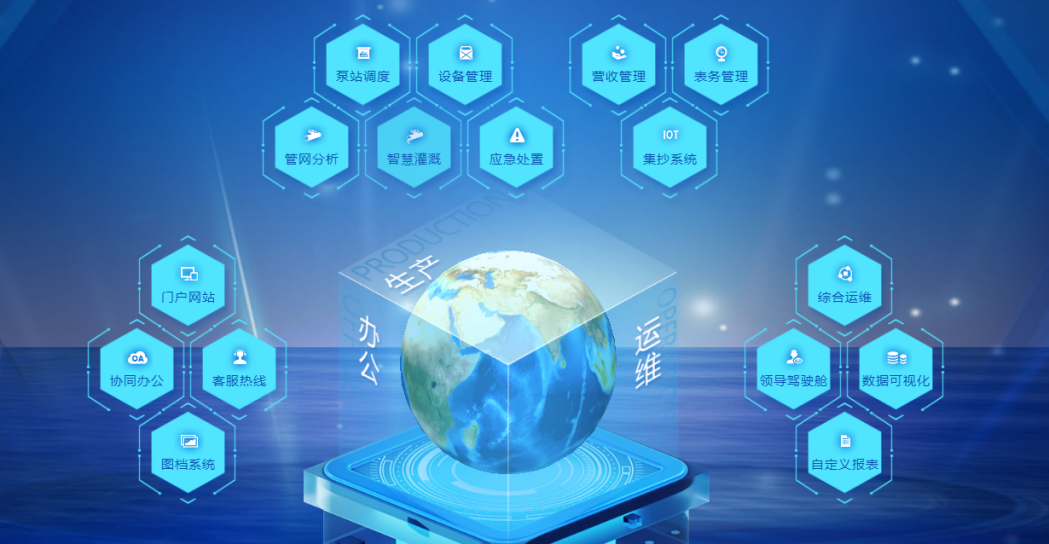 泵站调度
设备管理
营收管理
表务管理
管网分析
智慧灌溉
应急处置
IOT
集抄系统
PRODUCTION
生产
门户网站
综合运维
办公
运维
OA
协同办公
客服热线
领导驾驶舱
数据可视化
图档系统
自定义报表